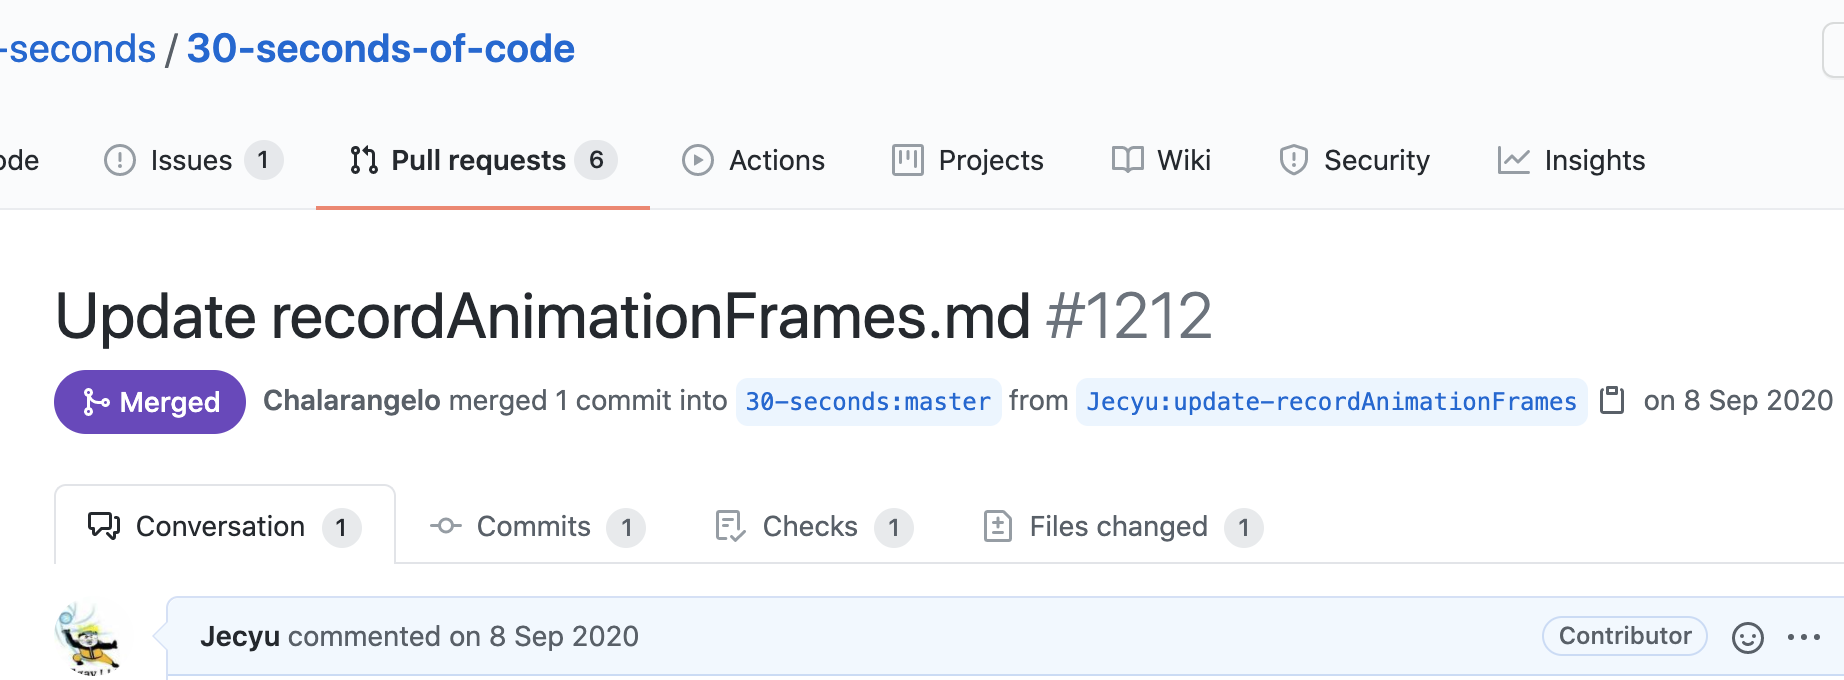 -seconds / 30-seconds-of-code
ode Issues 1 Pull requests 6 Actions Projects Wiki Security Insights
Update recordAnimationFrames.md #1212
Merged Chalarangelo merged 1 commit into 30-seconds:master from Jecyu:update-recordAnimationFrames on 8 Sep 2020
Conversation 1 Commits 1 Checks 1 Files changed 1
Jecyu commented on 8 Sep 2020 Contributor